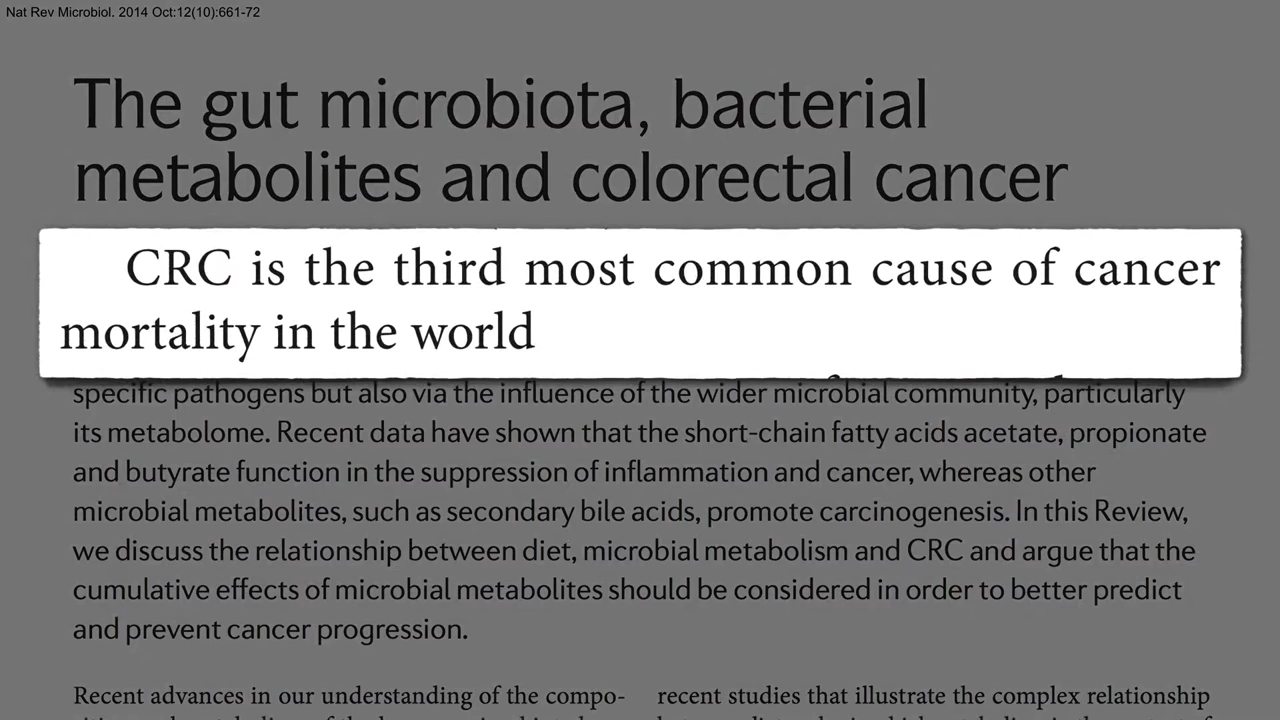 Nat Rev Microbiol. 2014 Oct:12(10):661-72
The gut microbiota, bacterial
metabolites and colorectal cancer
CRC is the third most common cause of cancer
mortality in the world
specific pathogens but also via the influence of the wider microbial community, particularly
its metabolome. Recent data have shown that the short-chain fatty acids acetate, propionate
and butyrate function in the suppression of inflammation and cancer, whereas other
microbial metabolites, such as secondary bile acids, promote carcinogenesis. In this Review,
we discuss the relationship between diet, microbial metabolism and CRC and argue that the
cumulative effects of microbial metabolites should be considered in order to better predict
and prevent cancer progression.
Recent advances in our understanding of the compo-
recent studies that illustrate the complex relationship